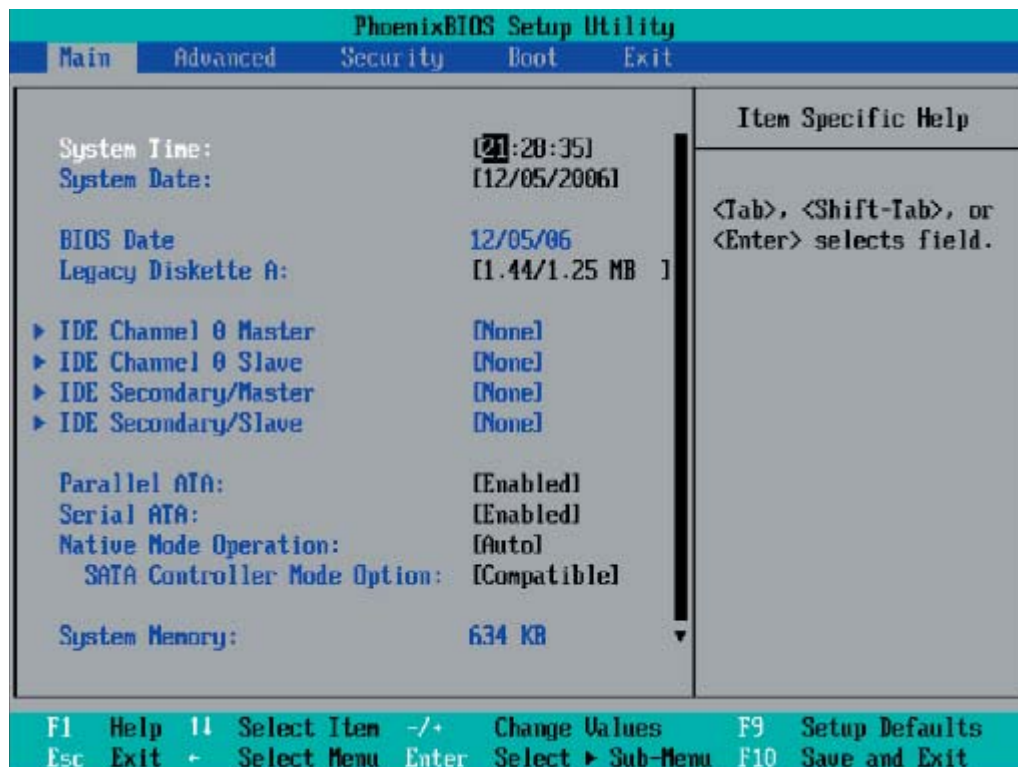 PhoenixBIOS Setup Utility
Main Advanced Security Boot Exit
Item Specific Help
System Time: [21:28:35]
System Date: [12/05/2006]
<Tab>, <Shift-Tab>, or
<Enter> selects field.
BIOS Date 12/05/06
Legacy Diskette A: [1.44/1.25 MB ]
▶ IDE Channel 0 Master [None]
▶ IDE Channel 0 Slave [None]
▶ IDE Secondary/Master [None]
▶ IDE Secondary/Slave [None]
Parallel ATA: [Enabled]
Serial ATA: [Enabled]
Native Mode Operation: [Auto]
SATA Controller Mode Option: [Compatible]
System Memory: 634 KB
F1 Help ↑↓ Select Item -/+ Change Values F9 Setup Defaults
Esc Exit ← Select Menu Enter Select ▶ Sub-Menu F10 Save and Exit